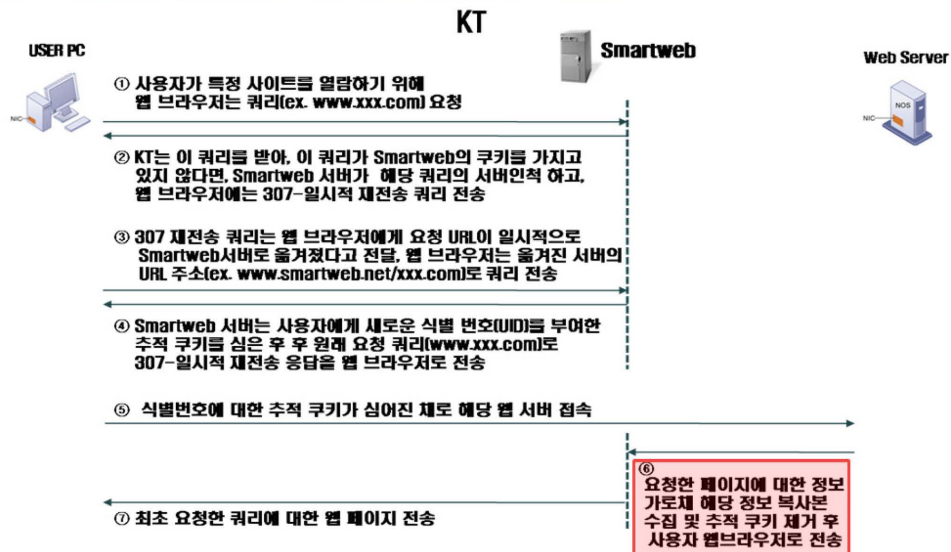 KT
USER PC
Smartweb
Web Server
NIC
NOS
NIC
① 사용자가 특정 사이트를 열람하기 위해
웹 브라우저는 쿼리(ex. www.xxx.com) 요청
② KT는 이 쿼리를 받아, 이 쿼리가 Smartweb의 쿠키를 가지고
있지 않다면, Smartweb 서버가 해당 쿼리의 서버인척 하고,
웹 브라우저에는 307-일시적 재전송 쿼리 전송
③ 307 재전송 쿼리는 웹 브라우저에게 요청 URL이 일시적으로
Smartweb서버로 옮겨졌다고 전달, 웹 브라우저는 옮겨진 서버의
URL 주소(ex. www.smartweb.net/xxx.com)로 쿼리 전송
④ Smartweb 서버는 사용자에게 새로운 식별 번호(UID)를 부여한
추적 쿠키를 심은 후 후 원래 요청 쿼리(www.xxx.com)로
307-일시적 재전송 응답을 웹 브라우저로 전송
⑤ 식별번호에 대한 추적 쿠키가 심어진 채로 해당 웹 서버 접속
⑥
요청한 페이지에 대한 정보
가로채 해당 정보 복사본
수집 및 추적 쿠키 제거 후
사용자 웹브라우저로 전송
⑦ 최초 요청한 쿼리에 대한 웹 페이지 전송